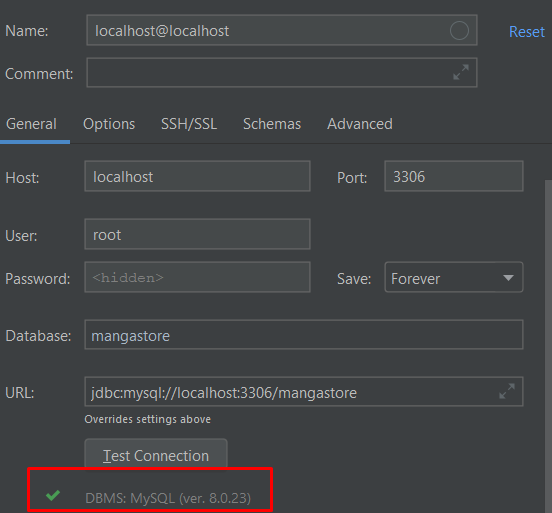 Name: localhost@localhost Reset
Comment:
General Options SSH/SSL Schemas Advanced
Host: localhost Port: 3306
User: root
Password: <hidden> Save: Forever
Database: mangastore
URL: jdbc:mysql://localhost:3306/mangastore
Overrides settings above
Test Connection
DBMS: MySQL (ver. 8.0.23)